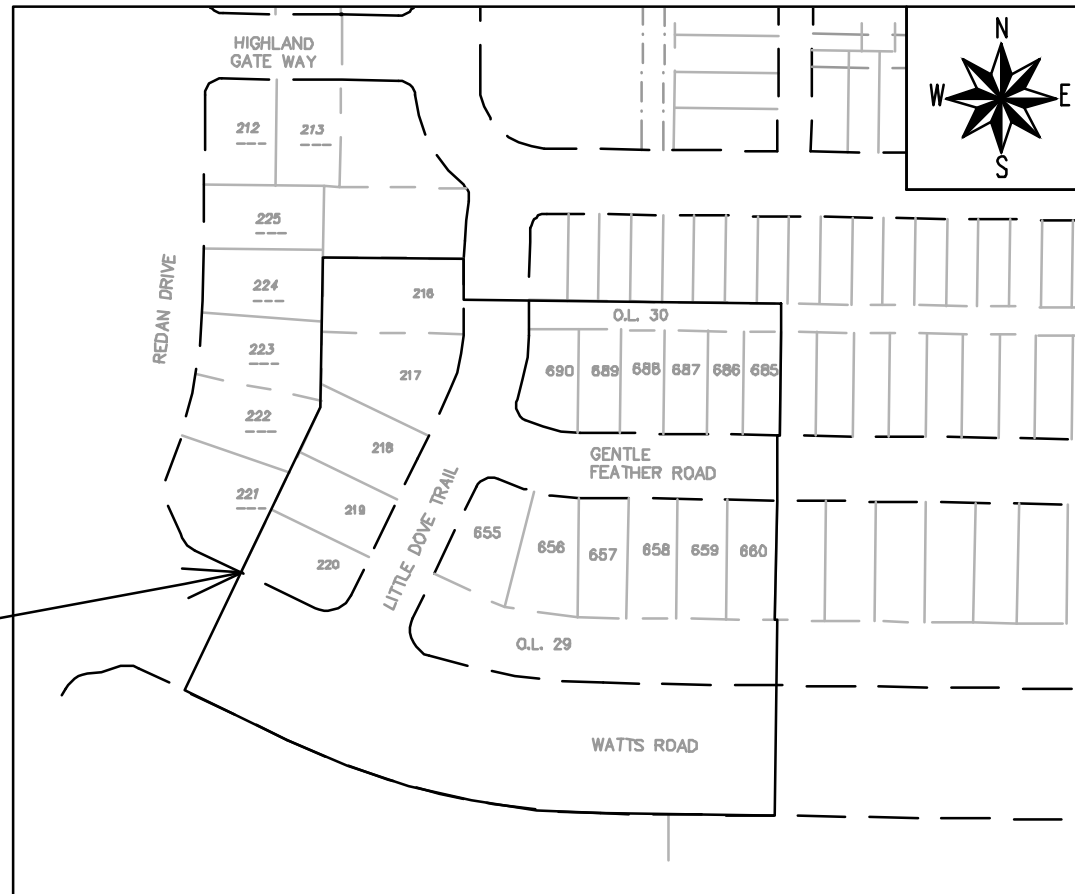 HIGHLAND
GATE WAY
N
W
E
S
212
213
225
REDAN DRIVE
224
216
O.L. 30
223
217
690
689
688
687
686
685
222
218
GENTLE
FEATHER ROAD
221
219
LITTLE DOVE TRAIL
655
656
657
658
659
660
220
O.L. 29
WATTS ROAD